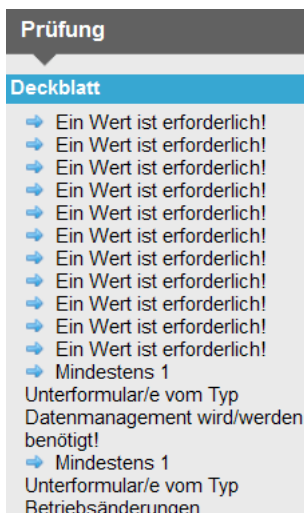 Prüfung
Deckblatt
Ein Wert ist erforderlich!
Ein Wert ist erforderlich!
Ein Wert ist erforderlich!
Ein Wert ist erforderlich!
Ein Wert ist erforderlich!
Ein Wert ist erforderlich!
Ein Wert ist erforderlich!
Ein Wert ist erforderlich!
Ein Wert ist erforderlich!
Ein Wert ist erforderlich!
Ein Wert ist erforderlich!
Mindestens 1
Unterformular/e vom Typ
Datenmanagement wird/werden
benötigt!
Mindestens 1
Unterformular/e vom Typ
Betriebsänderungen